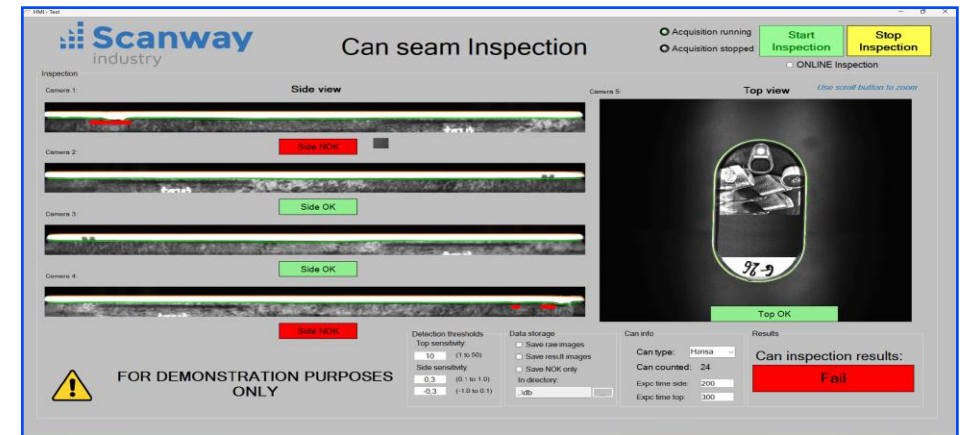 HMI - Test
Scanway
industry
Can seam Inspection
Acquisition running
Acquisition stopped
Start
Inspection
Stop
Inspection
ONLINE Inspection
Inspection
Camera 1:
Side view
Camera 5:
Top view
Use scroll button to zoom
Side NOK
Camera 2:
Side OK
Camera 3:
Side OK
Camera 4:
Side NOK
G-26
Top OK
FOR DEMONSTRATION PURPOSES
ONLY
Detection thresholds
Top sensitivity:
10 (1 to 50)
Side sensitivity
0,3 (0.1 to 1.0)
-0,3 (-1.0 to 0.1)
Data storage
Save raw images
Save result images
Save NOK only
In directory:
.\db
...
Can info
Can type: Hansa
Can counted: 24
Expo time side: 200
Expo time top: 300
Results
Can inspection results:
Fail